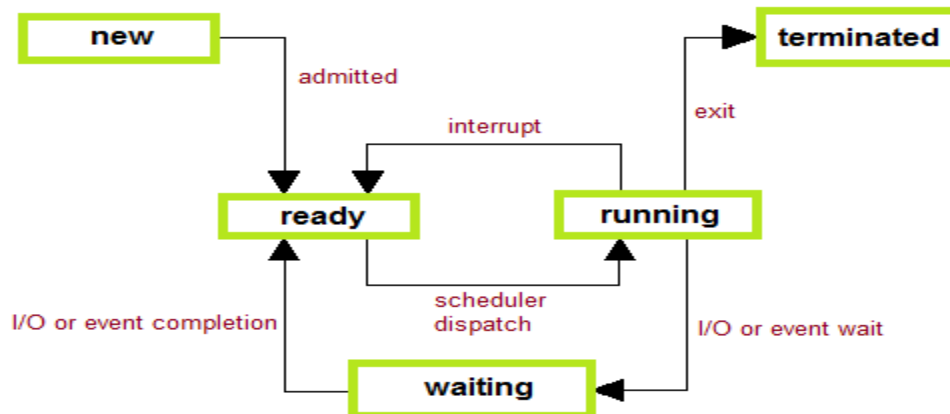 new
terminated
admitted
exit
interrupt
ready
running
I/O or event completion
scheduler
dispatch
I/O or event wait
waiting